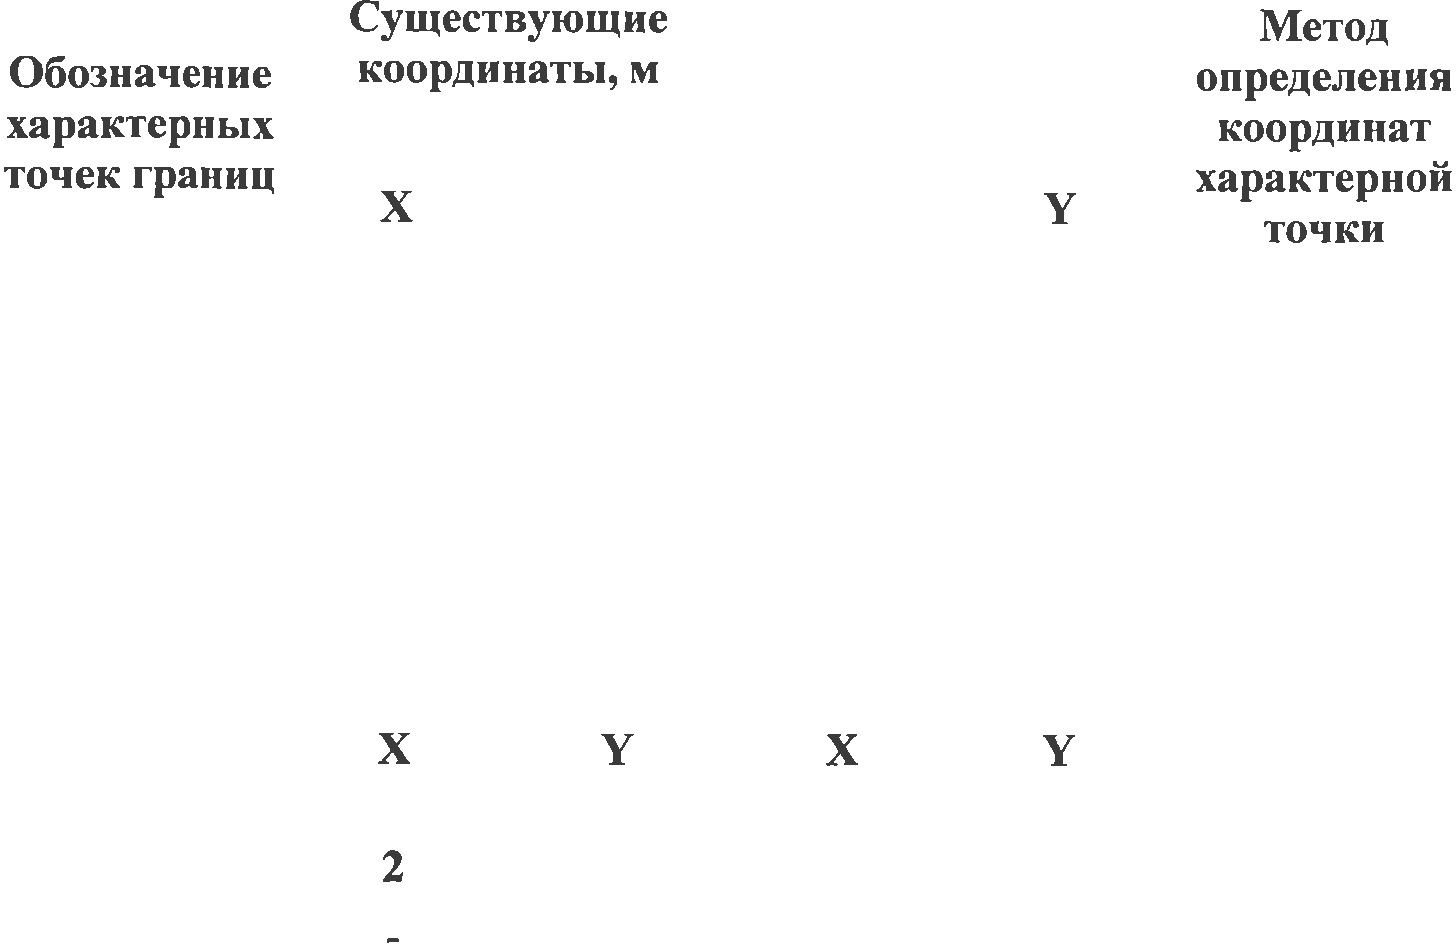 Обозначение
характерных
точек границ
Существующие
координаты, м
X
Y
Метод
определения
координат
характерной
точки
X Y X Y
2